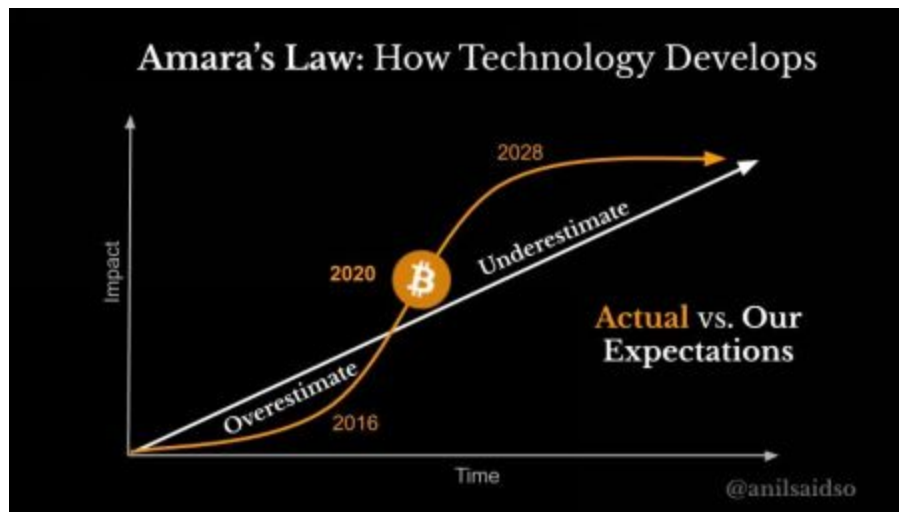 Amara's Law: How Technology Develops
2028
Underestimate
2020
₿
Impact
Actual vs. Our
Expectations
Overestimate
2016
Time
@anilsaidso